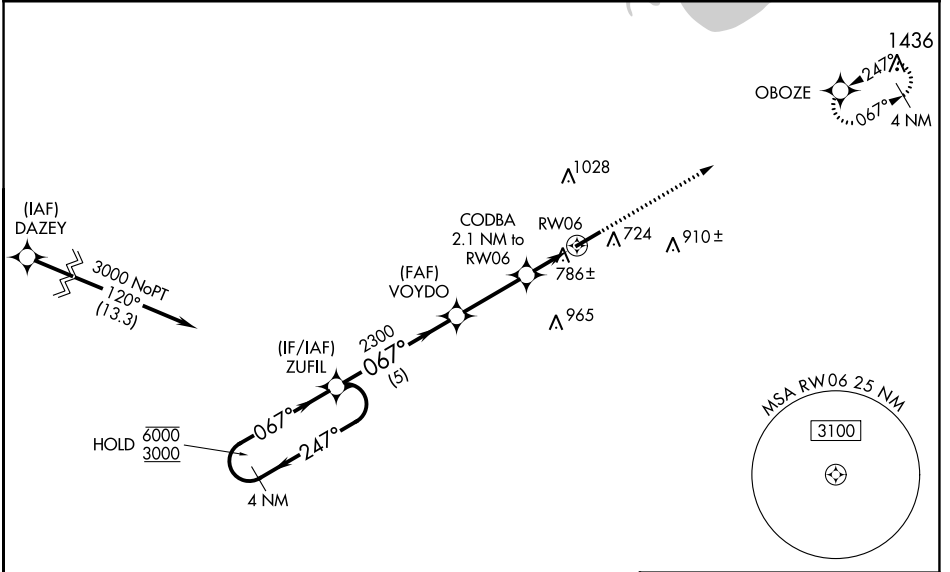 1436
247°
OBOZE
067°
4 NM
1028
(IAF)
DAZEY
CODBA
2.1 NM to
RW06
RW06
724
910±
3000 NoPT
120°
(13.3)
(FAF)
VOYDO
786±
965
(IF/IAF)
ZUFIL
2300
067°
(5)
067°
247°
HOLD 6000
3000
4 NM
MSA RW06 25 NM
3100